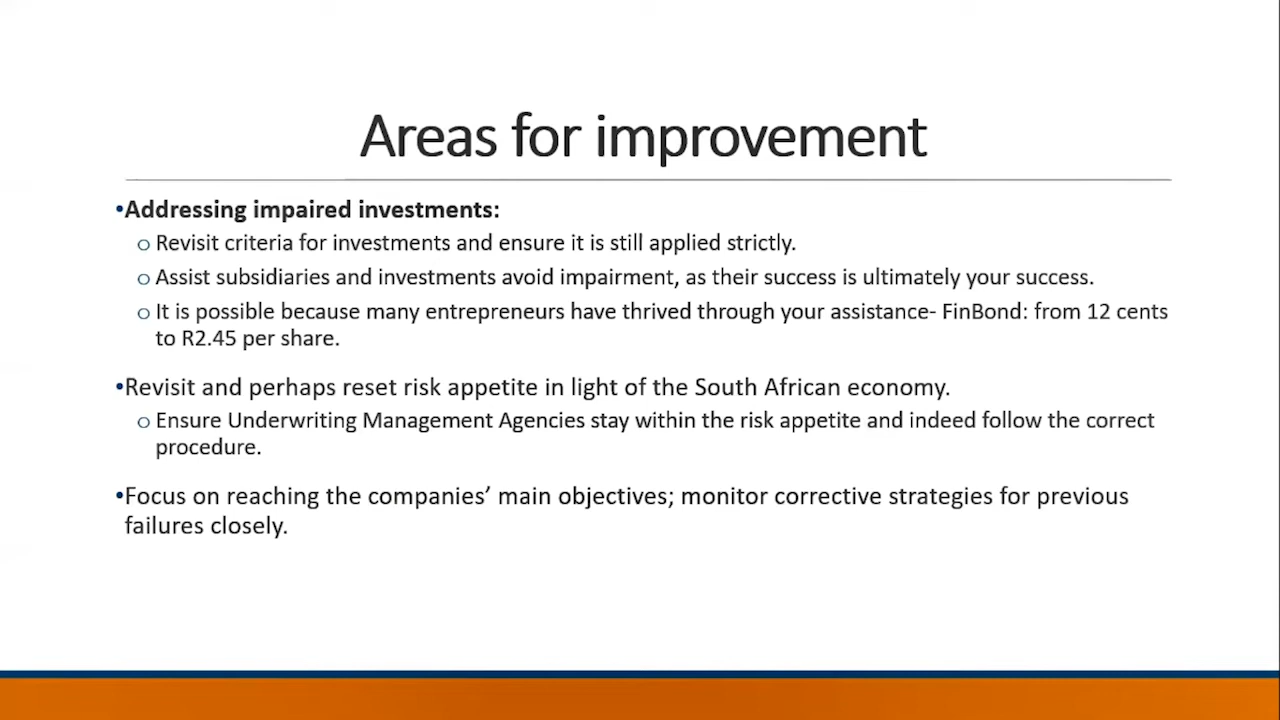 Areas for improvement
•Addressing impaired investments:
o Revisit criteria for investments and ensure it is still applied strictly.
o Assist subsidiaries and investments avoid impairment, as their success is ultimately your success.
o It is possible because many entrepreneurs have thrived through your assistance- FinBond: from 12 cents
to R2.45 per share.
•Revisit and perhaps reset risk appetite in light of the South African economy.
o Ensure Underwriting Management Agencies stay within the risk appetite and indeed follow the correct
procedure.
•Focus on reaching the companies’ main objectives; monitor corrective strategies for previous
failures closely.